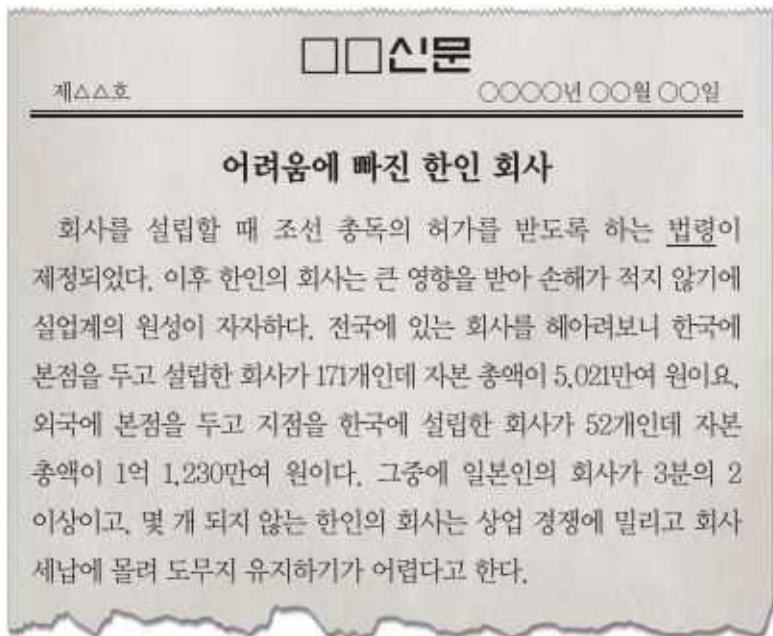 □□신문
제△△호 ○○○○년 ○○월 ○○일
어려움에 빠진 한인 회사
회사를 설립할 때 조선 총독의 허가를 받도록 하는 법령이
제정되었다. 이후 한인의 회사는 큰 영향을 받아 손해가 적지 않기에
실업계의 원성이 자자하다. 전국에 있는 회사를 헤아려보니 한국에
본점을 두고 설립한 회사가 171개인데 자본 총액이 5,021만여 원이요,
외국에 본점을 두고 지점을 한국에 설립한 회사가 52개인데 자본
총액이 1억 1,230만여 원이다. 그중에 일본인의 회사가 3분의 2
이상이고, 몇 개 되지 않는 한인의 회사는 상업 경쟁에 밀리고 회사
세납에 몰려 도무지 유지하기가 어렵다고 한다.